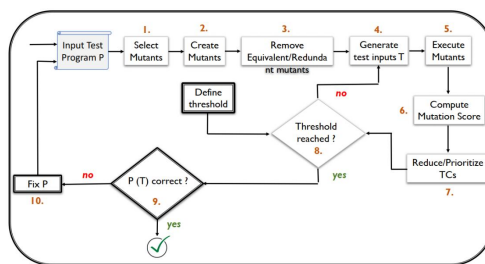 1.
2.
3.
4.
5.
Input Test
Program P
Select
Mutants
Create
Mutants
Remove
Equivalent/Redunda
nt mutants
Generate
test inputs T
Execute
Mutants
no
Define
threshold
6.
Compute
Mutation Score
Threshold
reached ?
8.
Reduce/Prioritize
TCs
7.
yes
no
P (T) correct ?
9.
Fix P
10.
yes